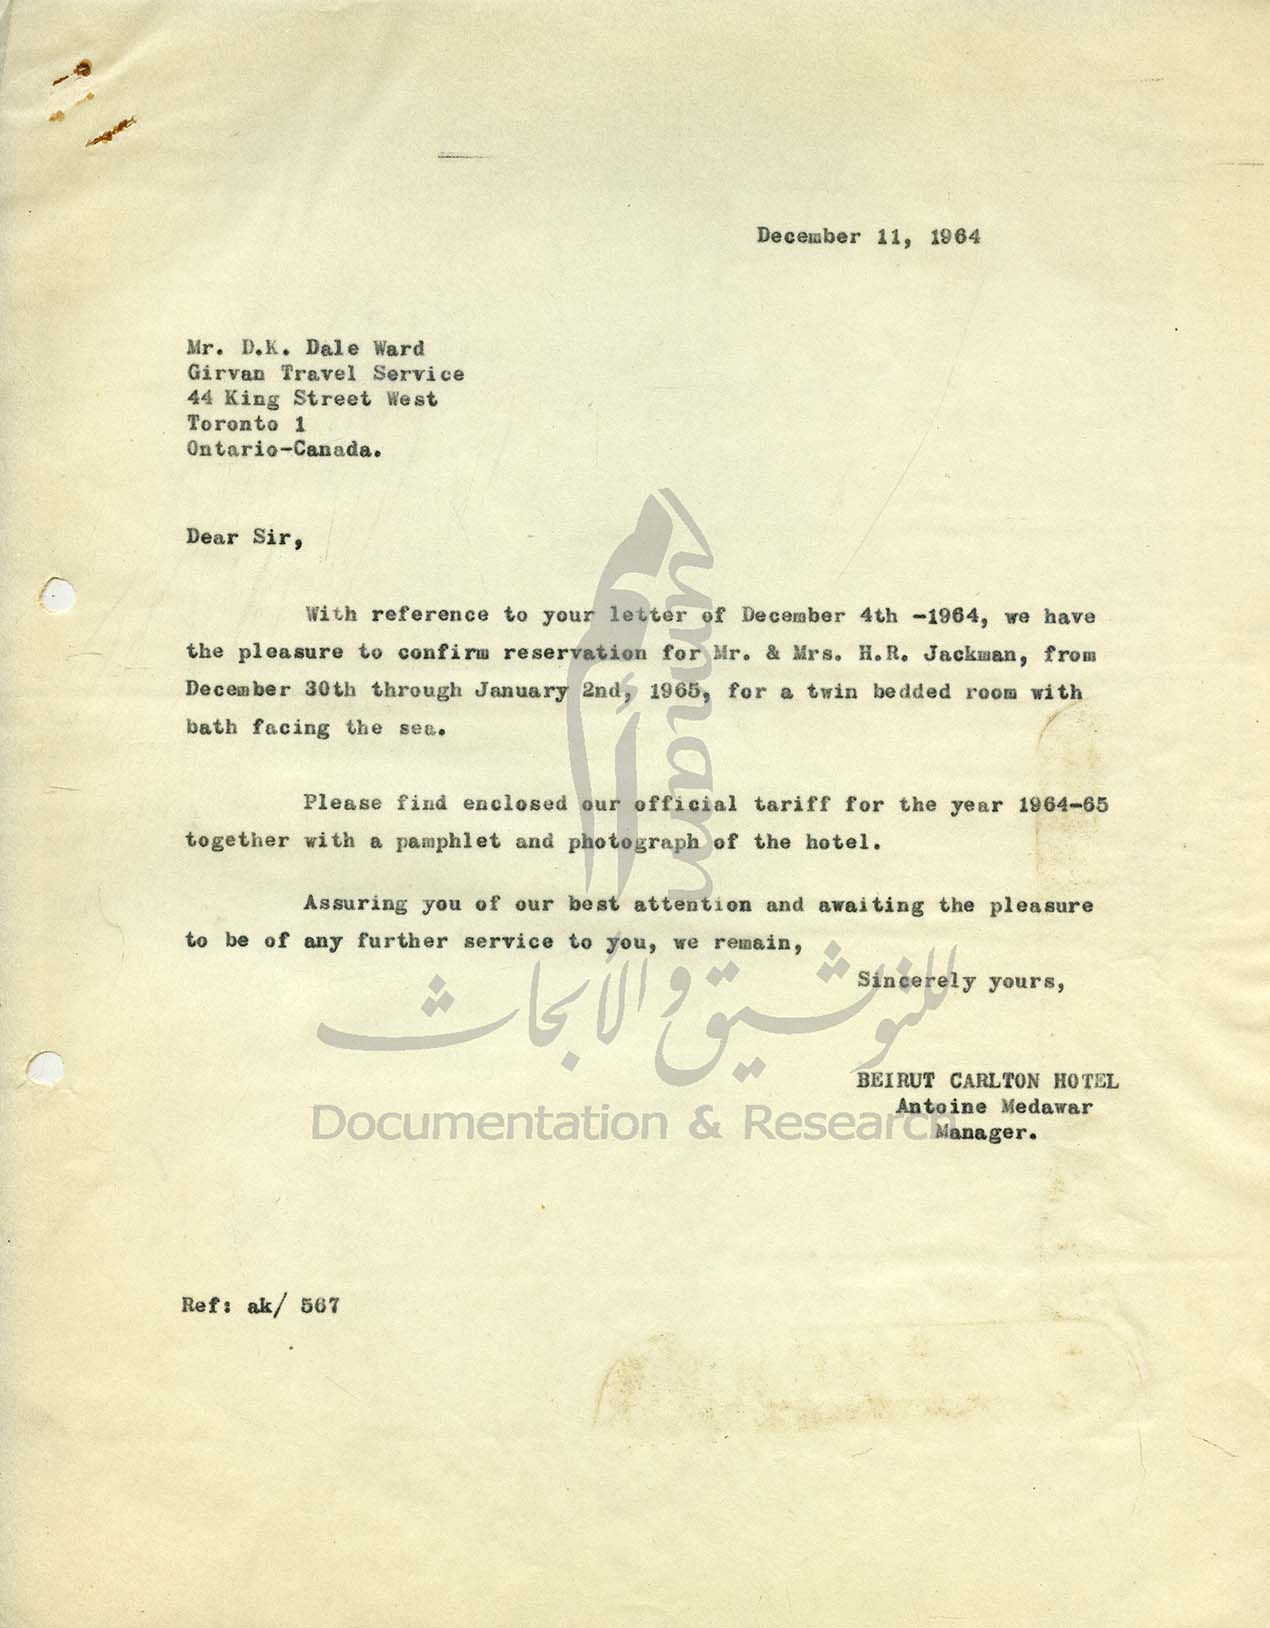 December 11, 1964
Mr. D.K. Dale Ward
Girvan Travel Service
44 King Street West
Toronto 1
Ontario-Canada.
Dear Sir,
With reference to your letter of December 4th -1964, we have
the pleasure to confirm reservation for Mr. & Mrs. H.R. Jackman, from
December 30th through January 2nd, 1965, for a twin bedded room with
bath facing the sea.
Please find enclosed our official tariff for the year 1964-65
together with a pamphlet and photograph of the hotel.
Assuring you of our best attention and awaiting the pleasure
to be of any further service to you, we remain,
Sincerely yours,
BEIRUT CARLTON HOTEL
Antoine Medawar
Manager.
Ref: ak/ 567
umam
أمم
للتوثيق والأبحاث
Documentation & Research